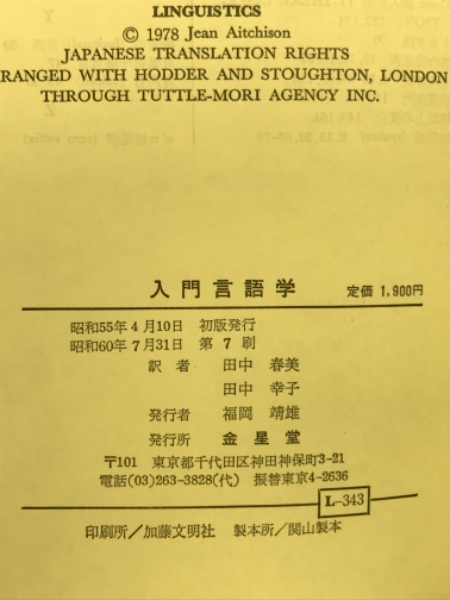 LINGUISTICS
© 1978 Jean Aitchison
JAPANESE TRANSLATION RIGHTS
RANGED WITH HODDER AND STOUGHTON, LONDON
THROUGH TUTTLE-MORI AGENCY INC.
入門言語学 定価 1,900円
昭和55年4月10日 初版発行
昭和60年7月31日 第7刷
訳者 田中 春美
田中 幸子
発行者 福岡 靖雄
発行所 金星堂
〒101 東京都千代田区神田神保町3-21
電話(03)263-3828(代) 振替東京4-2636
L-343
印刷所/加藤文明社 製本所/関山製本